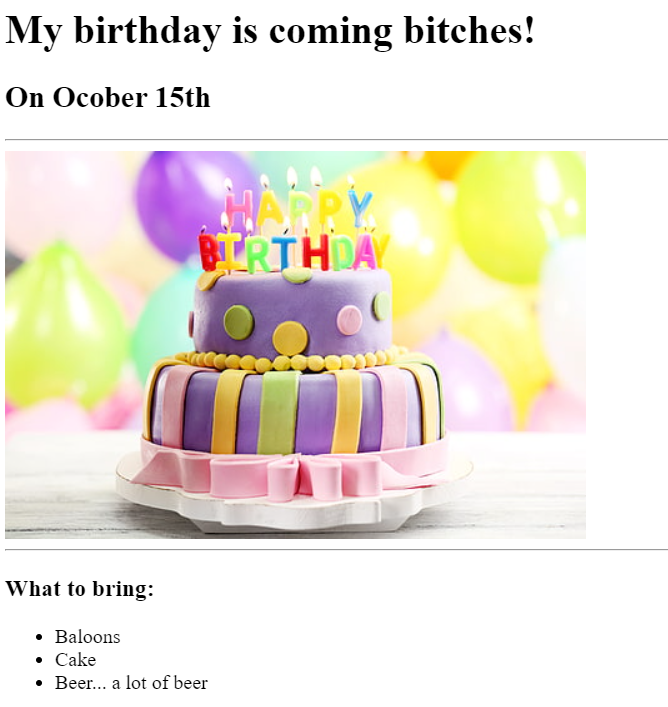 My birthday is coming bitches!
On Ocober 15th
HAPPY
BIRTHDAY
What to bring:
Baloons
Cake
Beer... a lot of beer